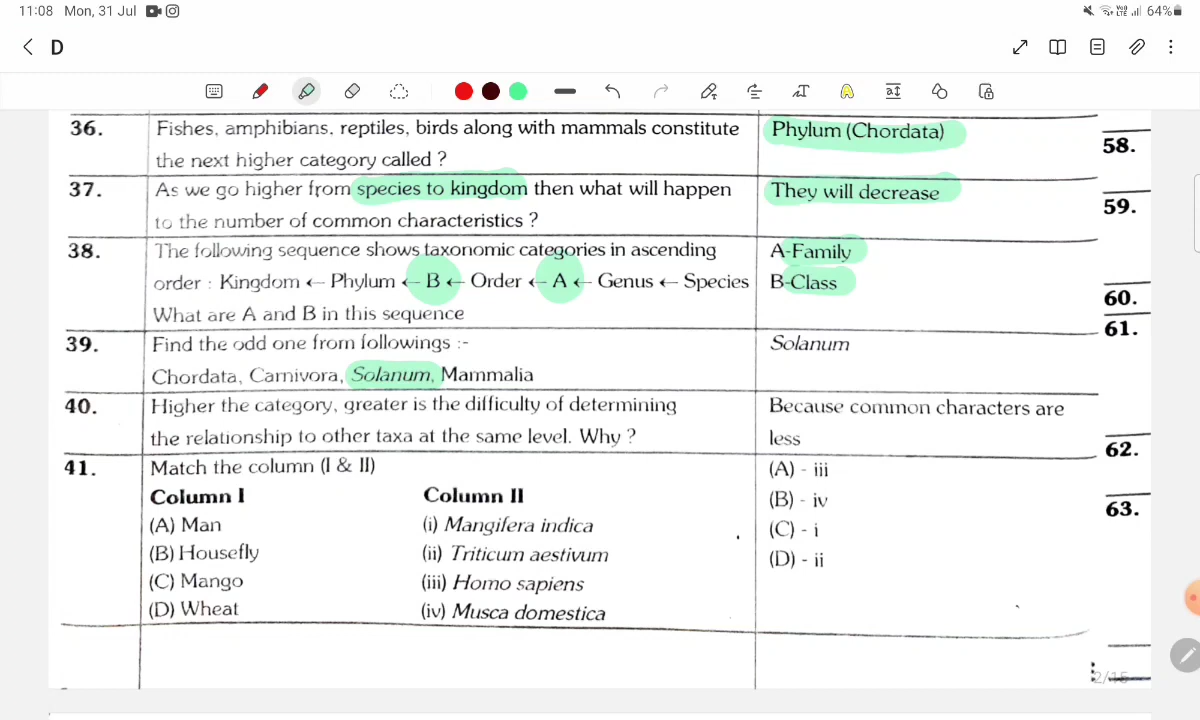 11:08 Mon, 31 Jul
64%
D
36. Fishes, amphibians, reptiles, birds along with mammals constitute
the next higher category called ?
Phylum (Chordata)
37. As we go higher from species to kingdom then what will happen
to the number of common characteristics ?
They will decrease
38. The following sequence shows taxonomic categories in ascending
order : Kingdom ← Phylum ← B ← Order ← A ← Genus ← Species
What are A and B in this sequence
A-Family
B-Class
39. Find the odd one from followings :-
Chordata, Carnivora, Solanum, Mammalia
Solanum
40. Higher the category, greater is the difficulty of determining
the relationship to other taxa at the same level. Why ?
Because common characters are
less
41. Match the column (I & II)
Column I Column II
(A) Man (i) Mangifera indica
(B) Housefly (ii) Triticum aestivum
(C) Mango (iii) Homo sapiens
(D) Wheat (iv) Musca domestica
(A) - iii
(B) - iv
(C) - i
(D) - ii
58.
59.
60.
61.
62.
63.
2/15